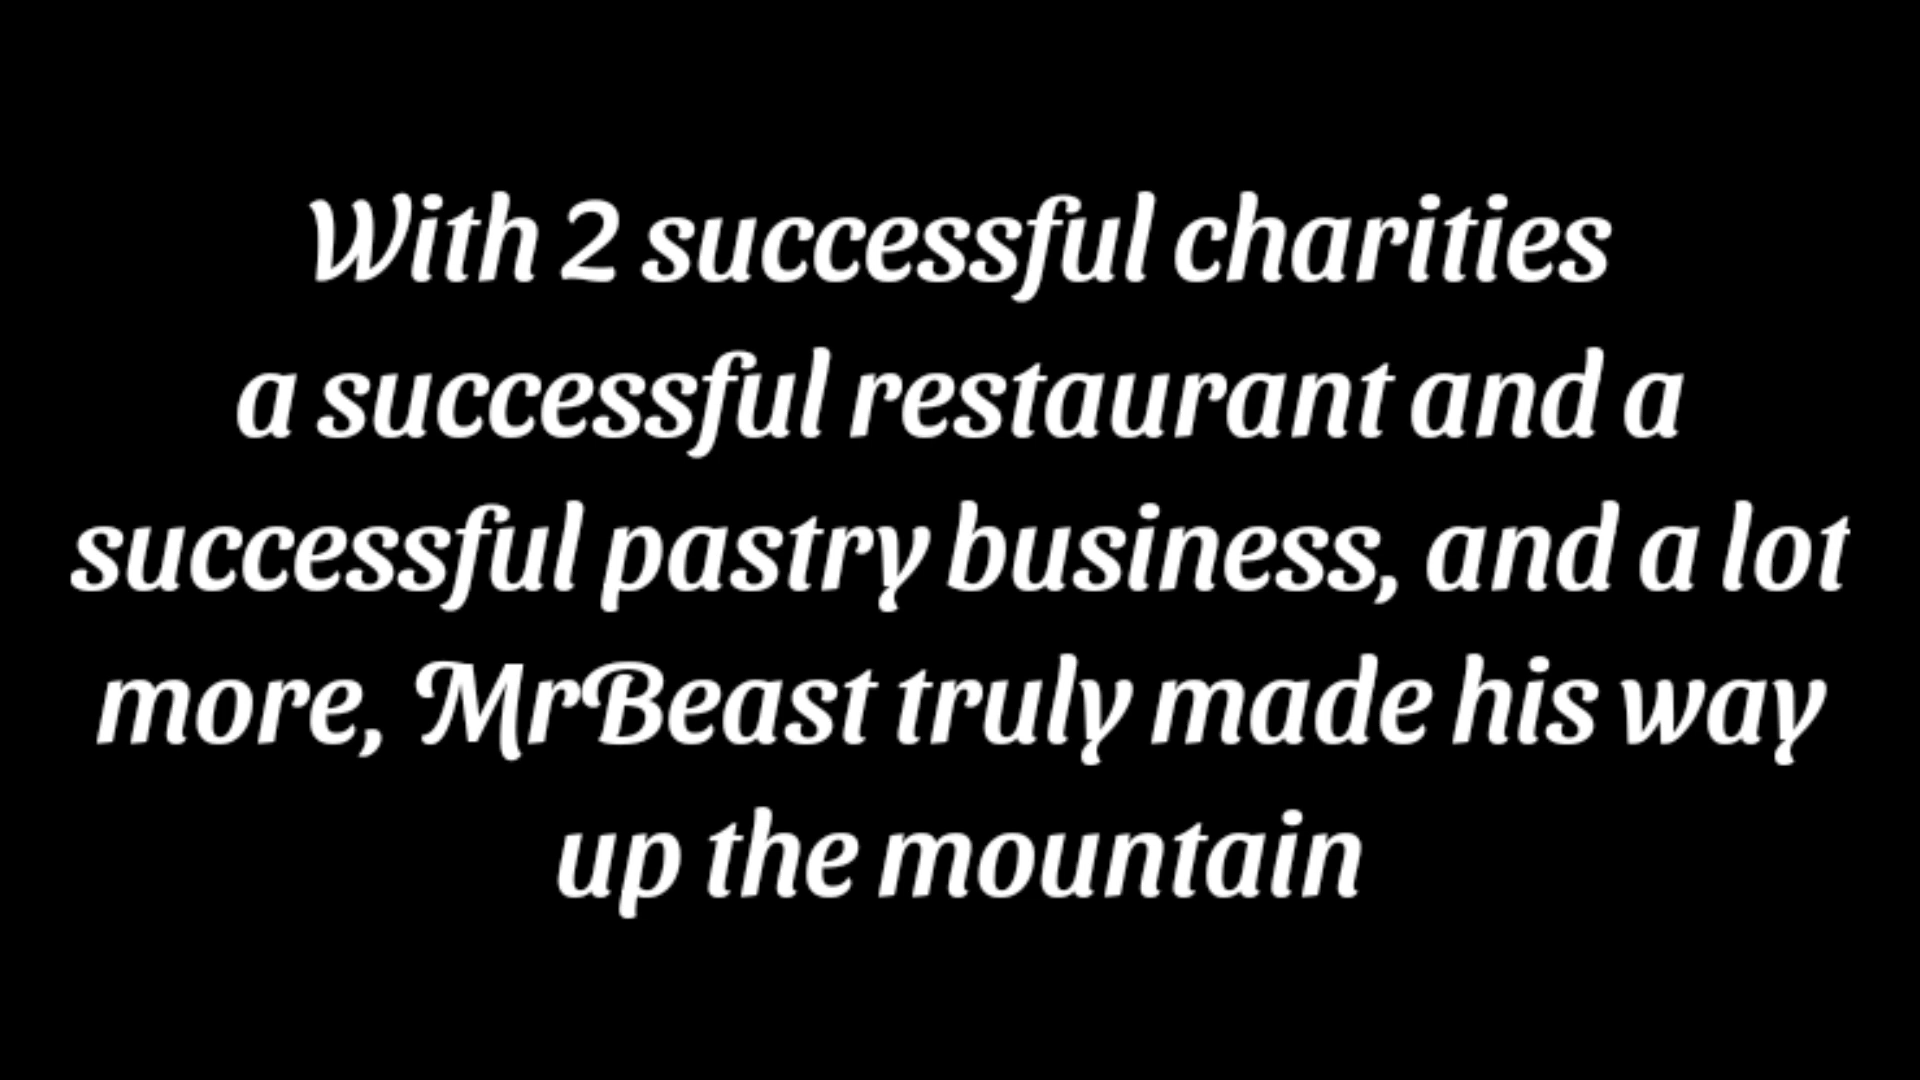 With 2 successful charities
a successful restaurant and a
successful pastry business, and a lot
more, MrBeast truly made his way
up the mountain